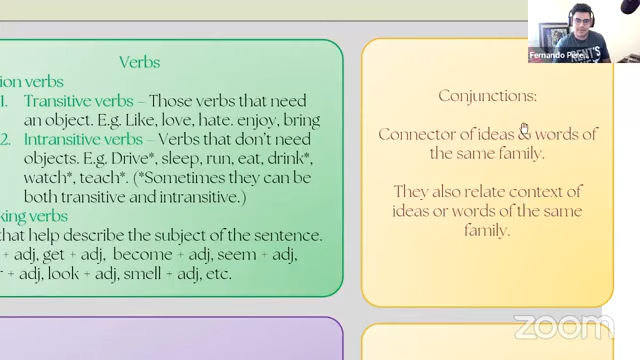 Verbs
ion verbs
1. Transitive verbs – Those verbs that need
an object. E.g. Like, love, hate. enjoy, bring
2. Intransitive verbs – Verbs that don't need
objects. E.g. Drive*, sleep, run, eat, drink*,
watch*, teach*. (*Sometimes they can be
both transitive and intransitive.)
king verbs
that help describe the subject of the sentence.
+ adj, get + adj, become + adj, seem + adj,
r + adj, look + adj, smell + adj, etc.
Conjunctions:
Connector of ideas & words of
the same family.
They also relate context of
ideas or words of the same
family.
Fernando
zoom